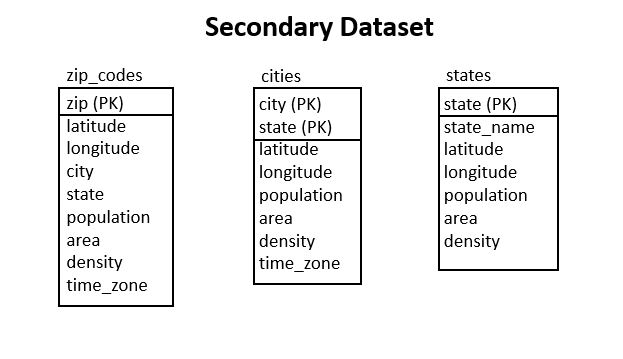 Secondary Dataset
zip_codes
zip (PK)
latitude
longitude
city
state
population
area
density
time_zone
cities
city (PK)
state (PK)
latitude
longitude
population
area
density
time_zone
states
state (PK)
state_name
latitude
longitude
population
area
density